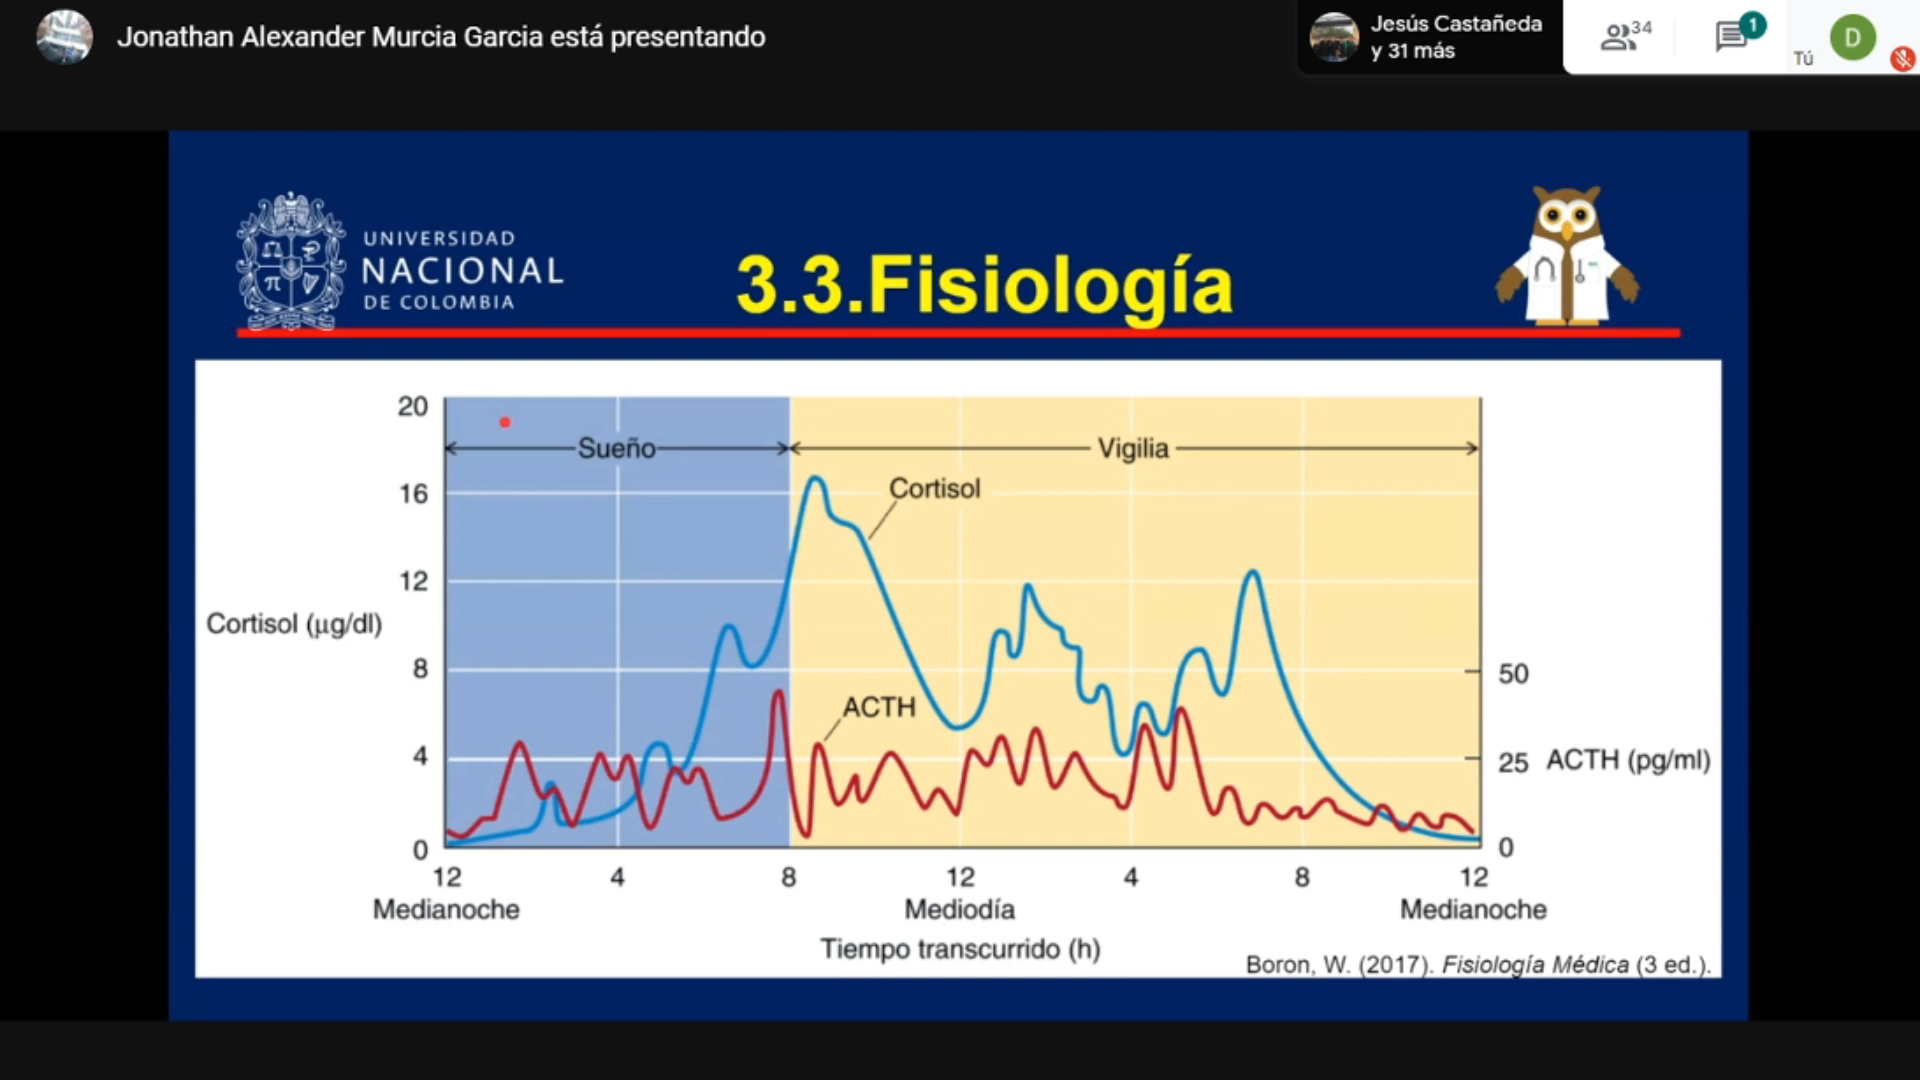 Jonathan Alexander Murcia Garcia está presentando
Jesús Castañeda
y 31 más
34
1
Tú
D
UNIVERSIDAD
NACIONAL
DE COLOMBIA
π
3.3.Fisiología
20
16
12
8
4
0
Cortisol (µg/dl)
Sueño
Vigilia
Cortisol
ACTH
50
25
0
ACTH (pg/ml)
12
4
8
12
4
8
12
Medianoche
Mediodía
Medianoche
Tiempo transcurrido (h)
Boron, W. (2017). Fisiología Médica (3 ed.).